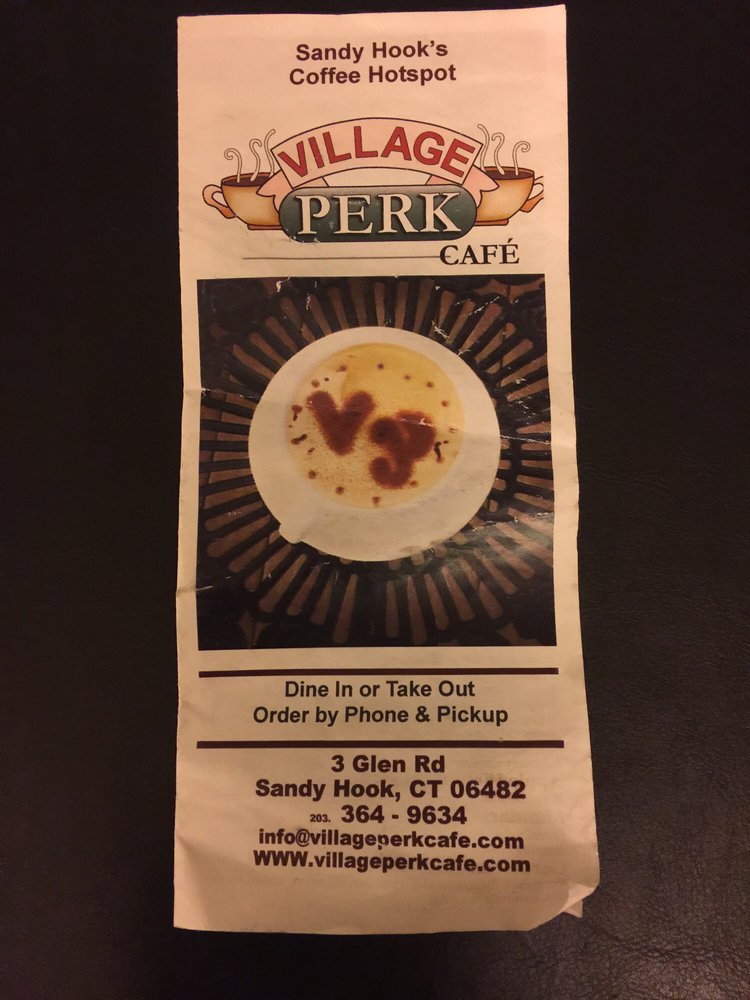 Sandy Hook's
Coffee Hotspot
VILLAGE
PERK
CAFÉ
VP
Dine In or Take Out
Order by Phone & Pickup
3 Glen Rd
Sandy Hook, CT 06482
203. 364 - 9634
info@villageperkcafe.com
WWW.villageperkcafe.com